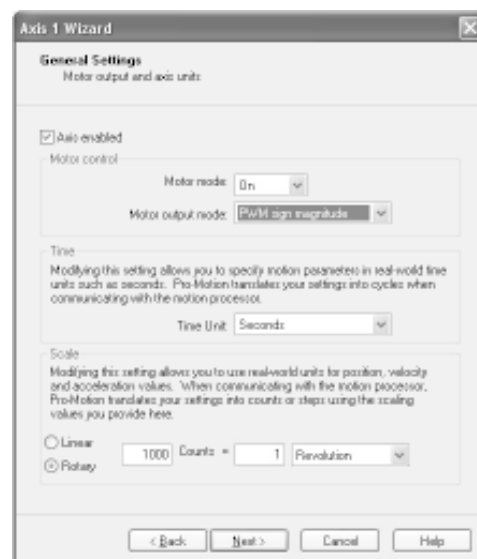 Axis 1 Wizard
General Settings
Motor output and axis units
Axis enabled
Motor control
Motor mode: On
Motor output mode: PWM sign magnitude
Time
Modifying this setting allows you to specify motion parameters in real-world time
units such as seconds. Pro-Motion translates your settings into cycles when
communicating with the motion processor.
Time Unit: Seconds
Scale
Modifying this setting allows you to use real-world units for position, velocity
and acceleration values. When communicating with the motion processor,
Pro-Motion translates your settings into counts or steps using the scaling
values you provide here.
Linear
Rotary 1000 Counts = 1 Revolution
< Back Next > Cancel Help